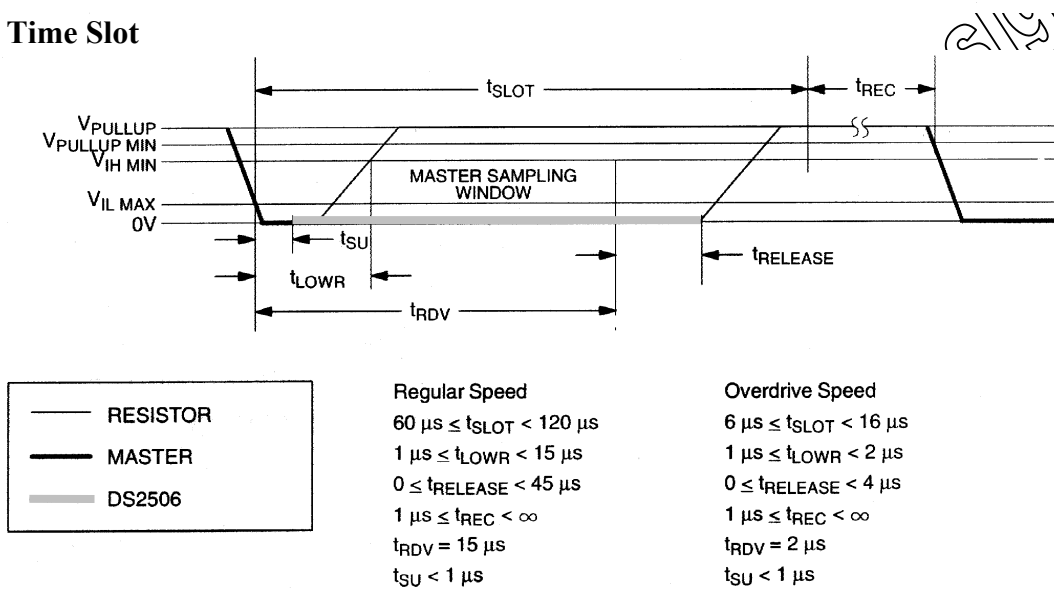 Time Slot
tSLOT
tREC
VPULLUP
VPULLUP MIN
VIH MIN
MASTER SAMPLING
WINDOW
VIL MAX
0V
tSU
tRELEASE
tLOWR
tRDV
RESISTOR
MASTER
DS2506
Regular Speed
60 μs ≤ tSLOT < 120 μs
1 μs ≤ tLOWR < 15 μs
0 ≤ tRELEASE < 45 μs
1 μs ≤ tREC < ∞
tRDV = 15 μs
tSU < 1 μs
Overdrive Speed
6 μs ≤ tSLOT < 16 μs
1 μs ≤ tLOWR < 2 μs
0 ≤ tRELEASE < 4 μs
1 μs ≤ tREC < ∞
tRDV = 2 μs
tSU < 1 μs